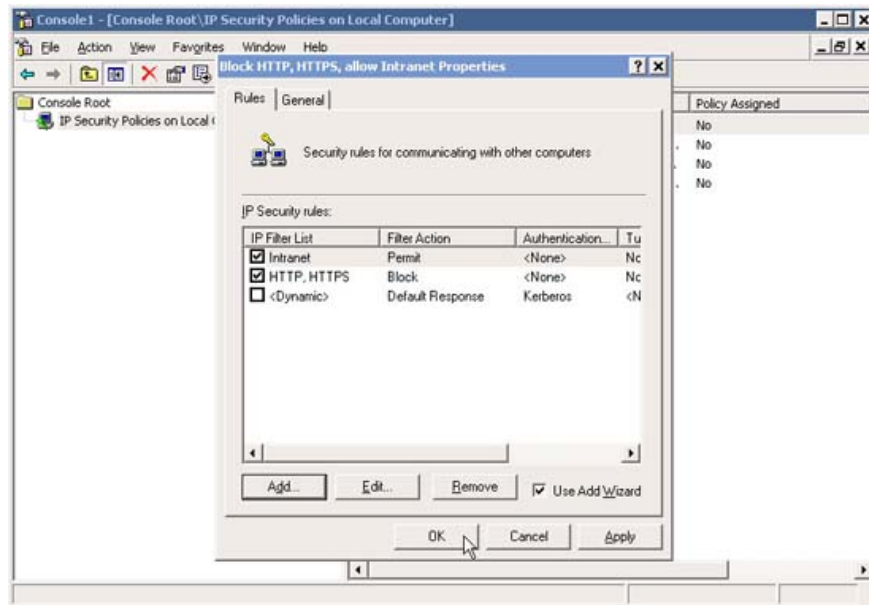 Console1 - [Console Root\IP Security Policies on Local Computer]
File Action View Favorites Window Help
Block HTTP, HTTPS, allow Intranet Properties
Console Root
IP Security Policies on Local
Rules General
Security rules for communicating with other computers
IP Security rules:
IP Filter List Filter Action Authentication... Tu
Intranet Permit <None> No
HTTP, HTTPS Block <None> No
<Dynamic> Default Response Kerberos <N
Add... Edit... Remove Use Add Wizard
OK Cancel Apply
Policy Assigned
No
No
No
No